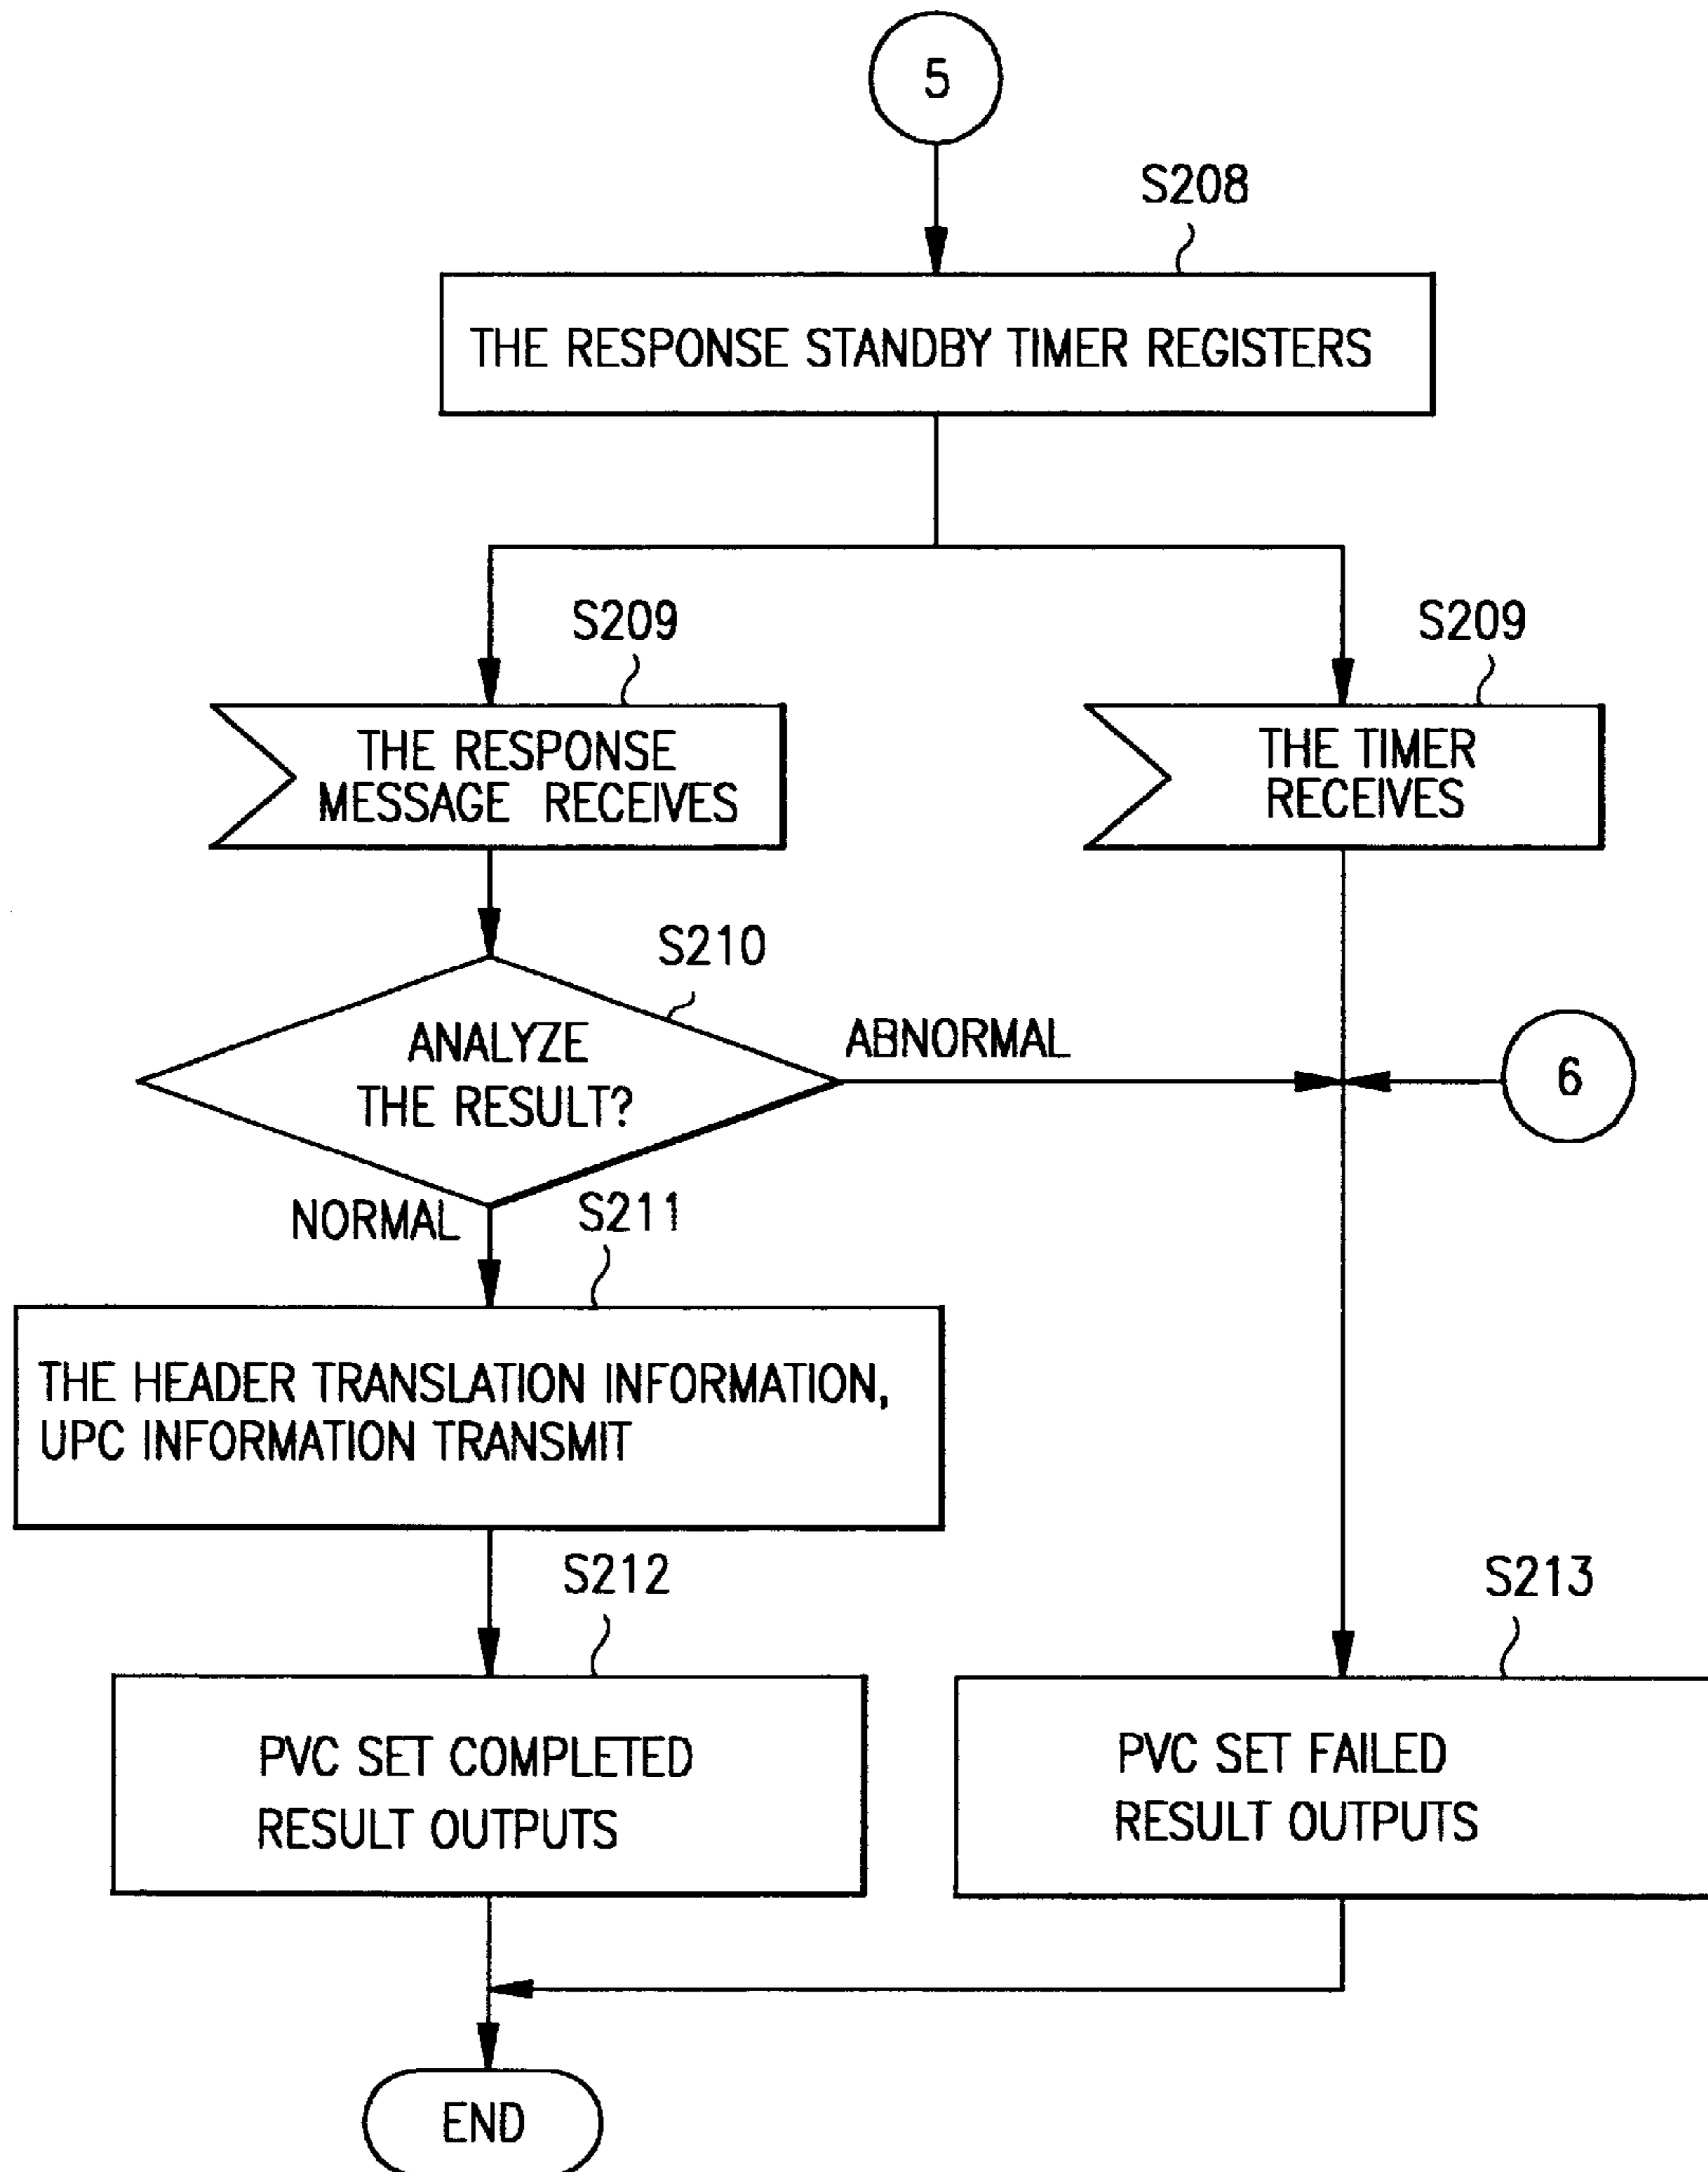 5
S208
THE RESPONSE STANDBY TIMER REGISTERS
S209
S209
THE RESPONSE
MESSAGE RECEIVES
THE TIMER
RECEIVES
S210
ANALYZE
THE RESULT?
ABNORMAL
6
NORMAL
S211
THE HEADER TRANSLATION INFORMATION,
UPC INFORMATION TRANSMIT
S212
S213
PVC SET COMPLETED
RESULT OUTPUTS
PVC SET FAILED
RESULT OUTPUTS
END